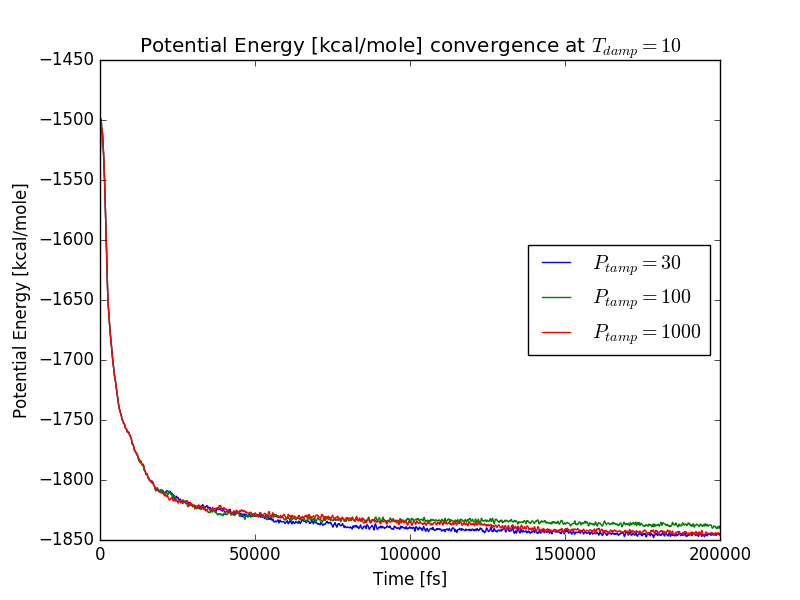 Potential Energy [kcal/mole] convergence at T_damp = 10
Potential Energy [kcal/mole]
−1450
−1500
−1550
−1600
−1650
−1700
−1750
−1800
−1850
P_tamp = 30
P_tamp = 100
P_tamp = 1000
0 50000 100000 150000 200000
Time [fs]